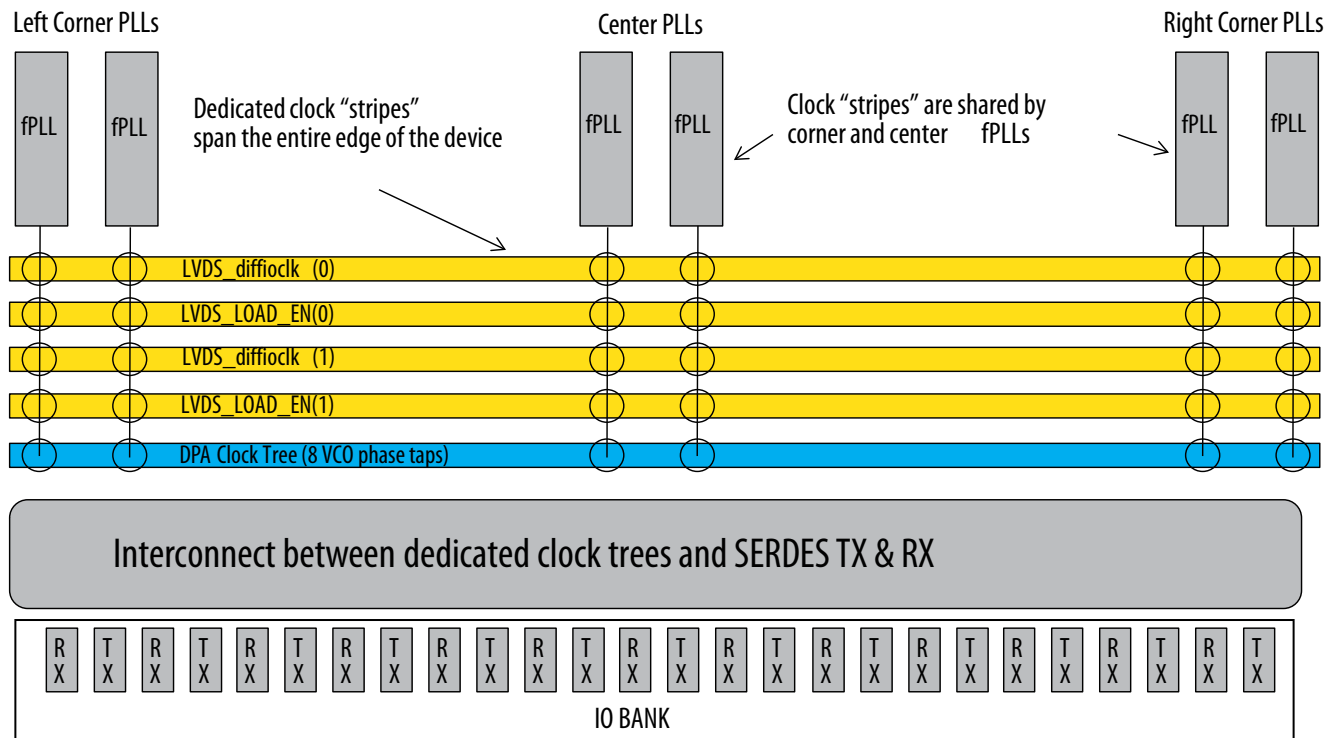 Left Corner PLLs
Center PLLs
Right Corner PLLs
fPLL
fPLL
fPLL
fPLL
fPLL
fPLL
Dedicated clock “stripes”
span the entire edge of the device
Clock “stripes” are shared by
corner and center fPLLs
LVDS_diffioclk (0)
LVDS_LOAD_EN(0)
LVDS_diffioclk (1)
LVDS_LOAD_EN(1)
DPA Clock Tree (8 VCO phase taps)
Interconnect between dedicated clock trees and SERDES TX & RX
RX
TX
RX
TX
RX
TX
RX
TX
RX
TX
RX
TX
RX
TX
RX
TX
RX
TX
RX
TX
RX
TX
RX
TX
RX
TX
IO BANK